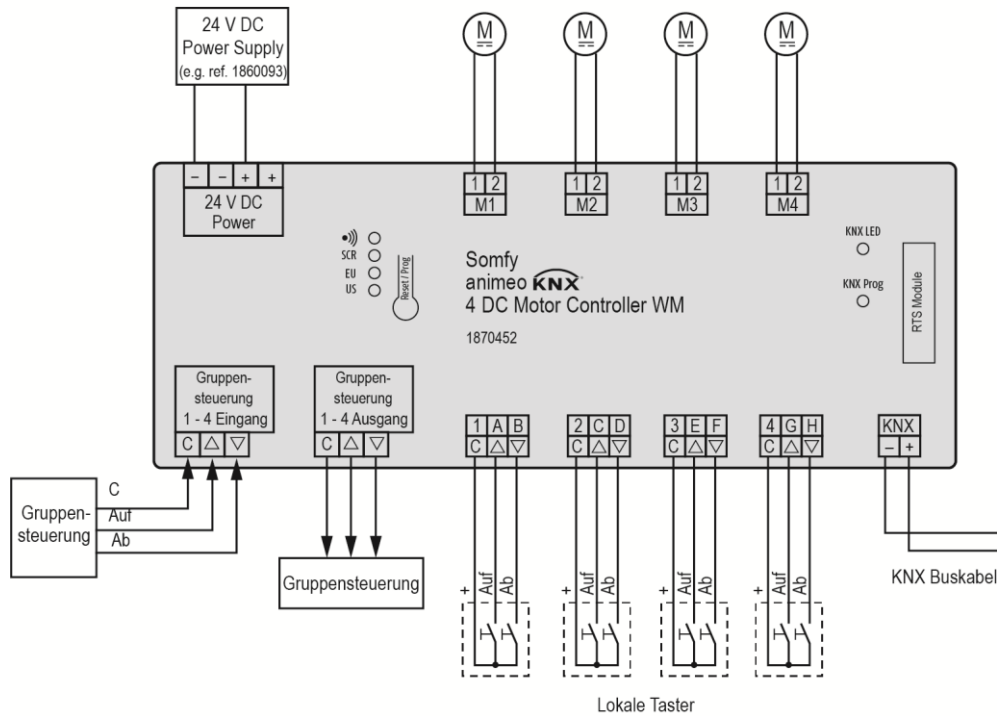 24 V DC
Power Supply
(e.g. ref. 1860093)
M M M M
– – + +
24 V DC
Power
1 2
M1
1 2
M2
1 2
M3
1 2
M4
SCR
EU
US
Reset / Prog
Somfy
animeo KNX
4 DC Motor Controller WM
1870452
KNX LED
KNX Prog
RTS Module
Gruppen-
steuerung
1 - 4 Eingang
C △ ▽
Gruppen-
steuerung
1 - 4 Ausgang
C △ ▽
1 A B
C △ ▽
2 C D
C △ ▽
3 E F
C △ ▽
4 G H
C △ ▽
KNX
– +
Gruppen-
steuerung
C
Auf
Ab
Gruppensteuerung
+ Auf Ab
+ Auf Ab
+ Auf Ab
+ Auf Ab
KNX Buskabel
Lokale Taster